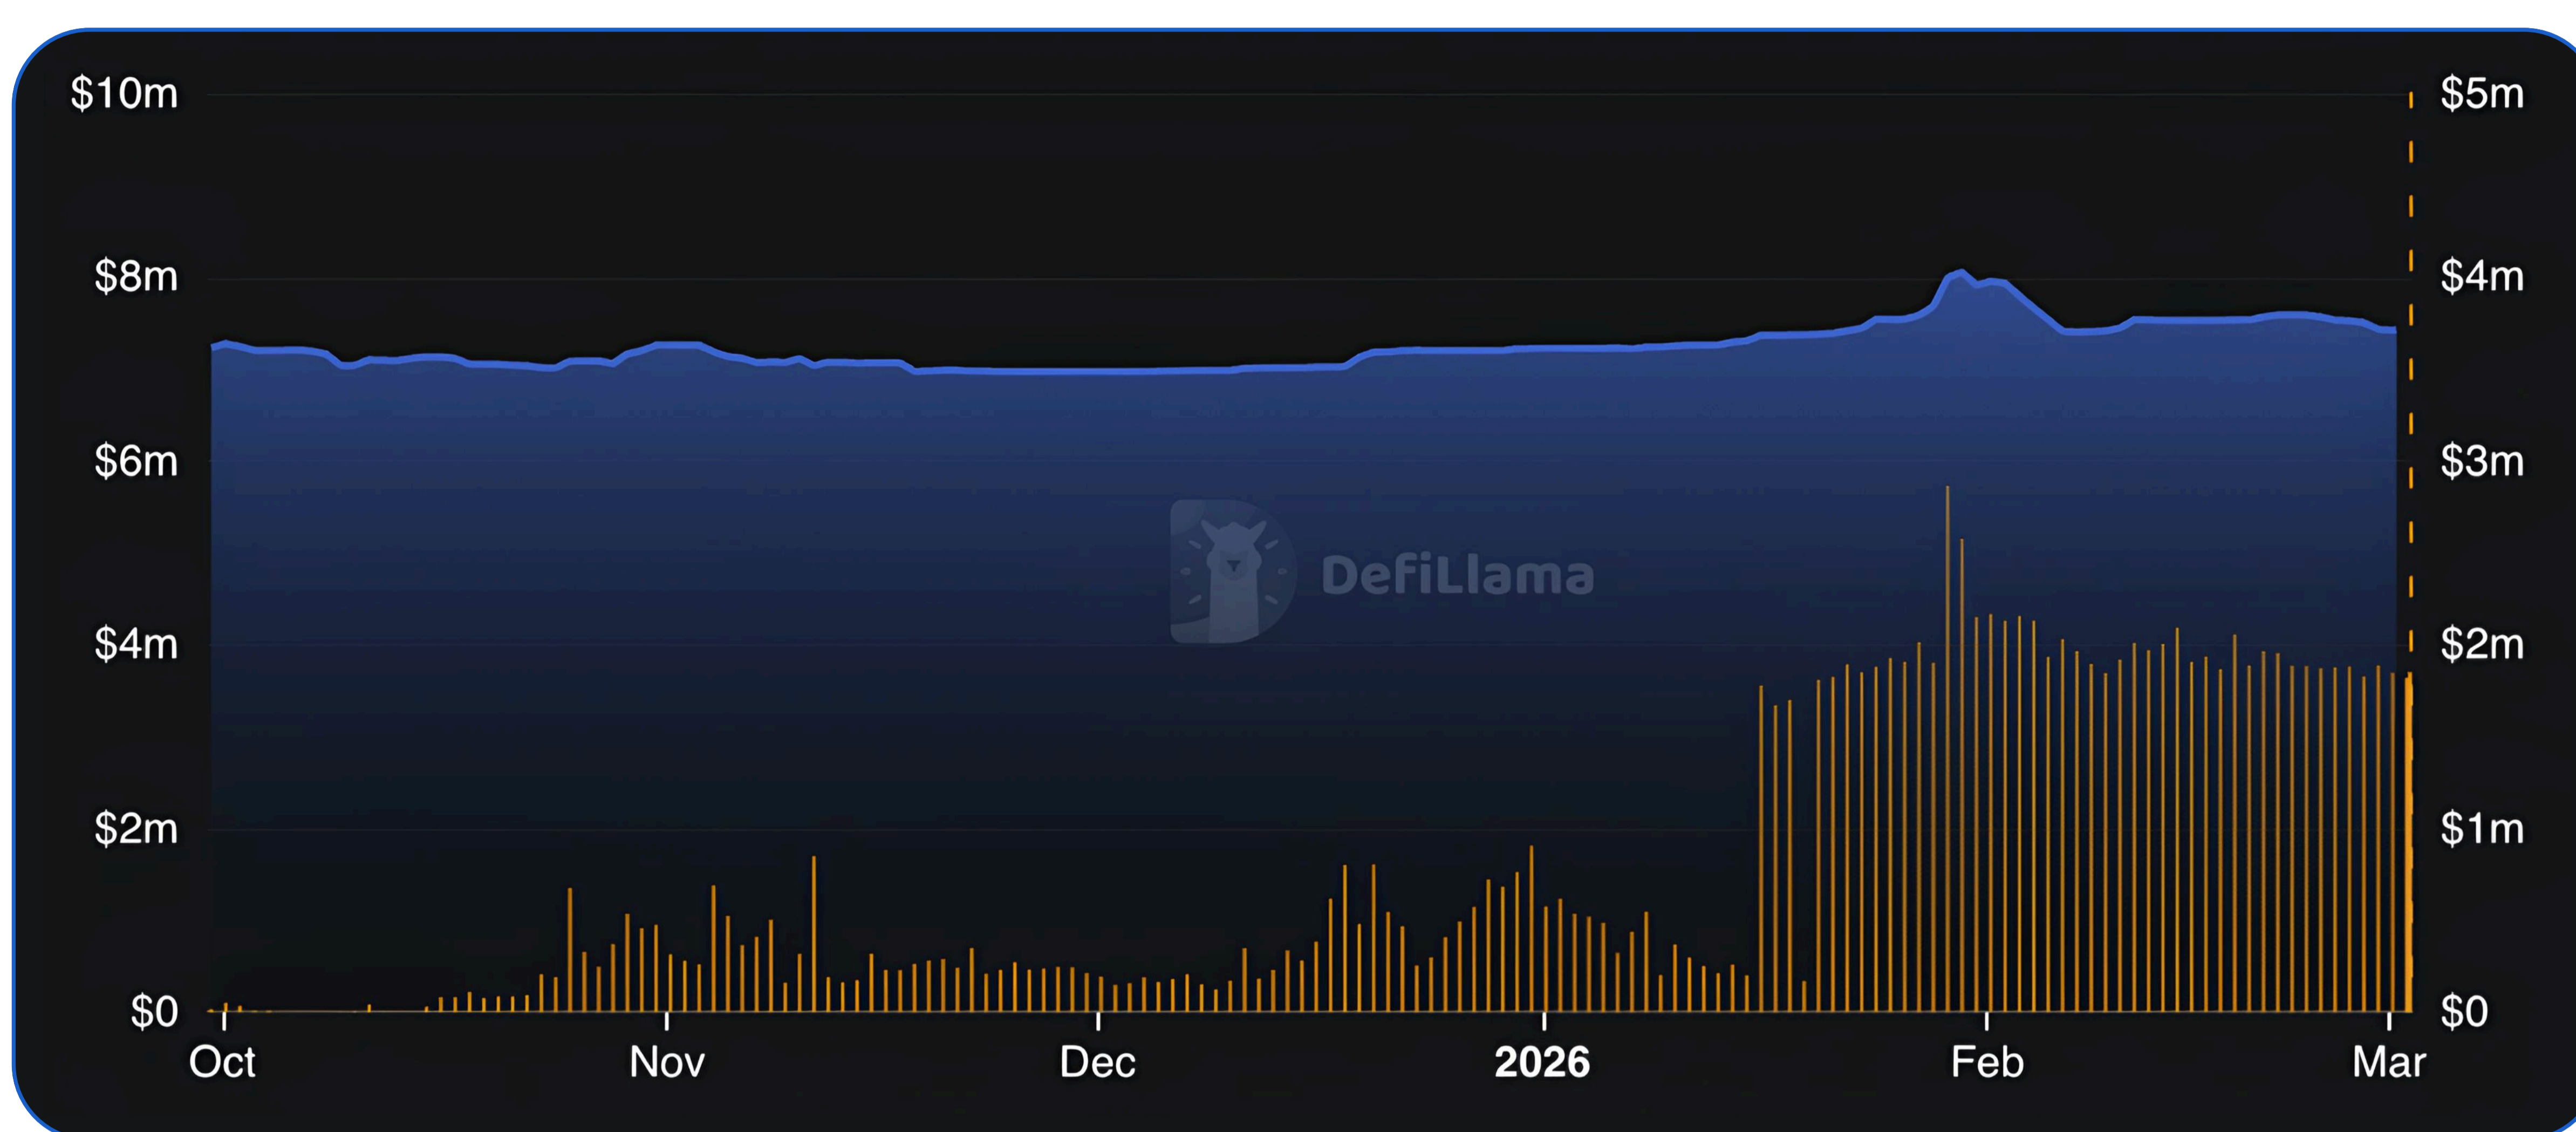 $10m
$5m
$8m
$4m
$6m
$3m
DefiLlama
$4m
$2m
$2m
$1m
$0
$0
Oct
Nov
Dec
2026
Feb
Mar